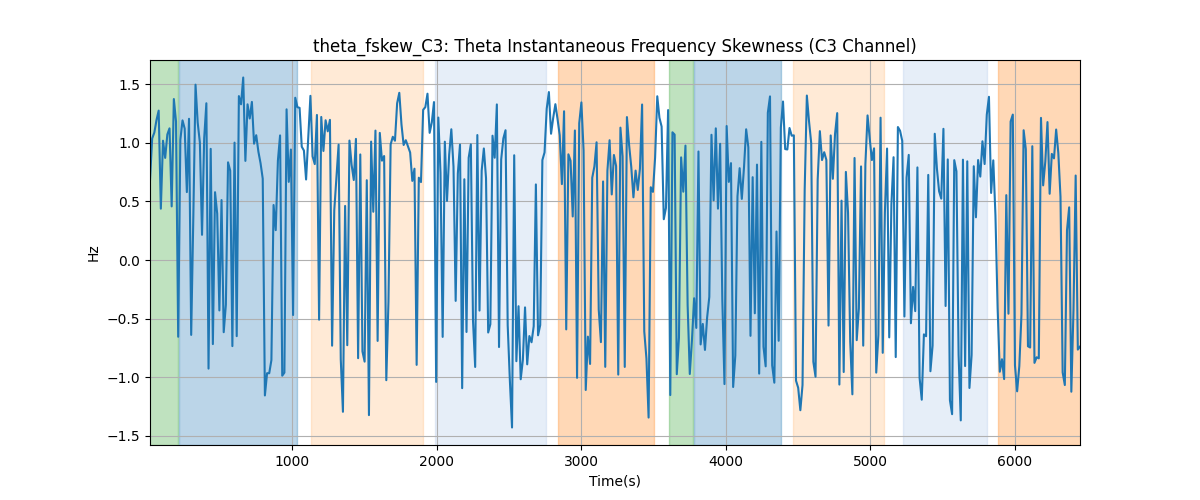 theta_fskew_C3: Theta Instantaneous Frequency Skewness (C3 Channel)
1.5
1.0
0.5
0.0
−0.5
−1.0
−1.5
Hz
1000 2000 3000 4000 5000 6000
Time(s)